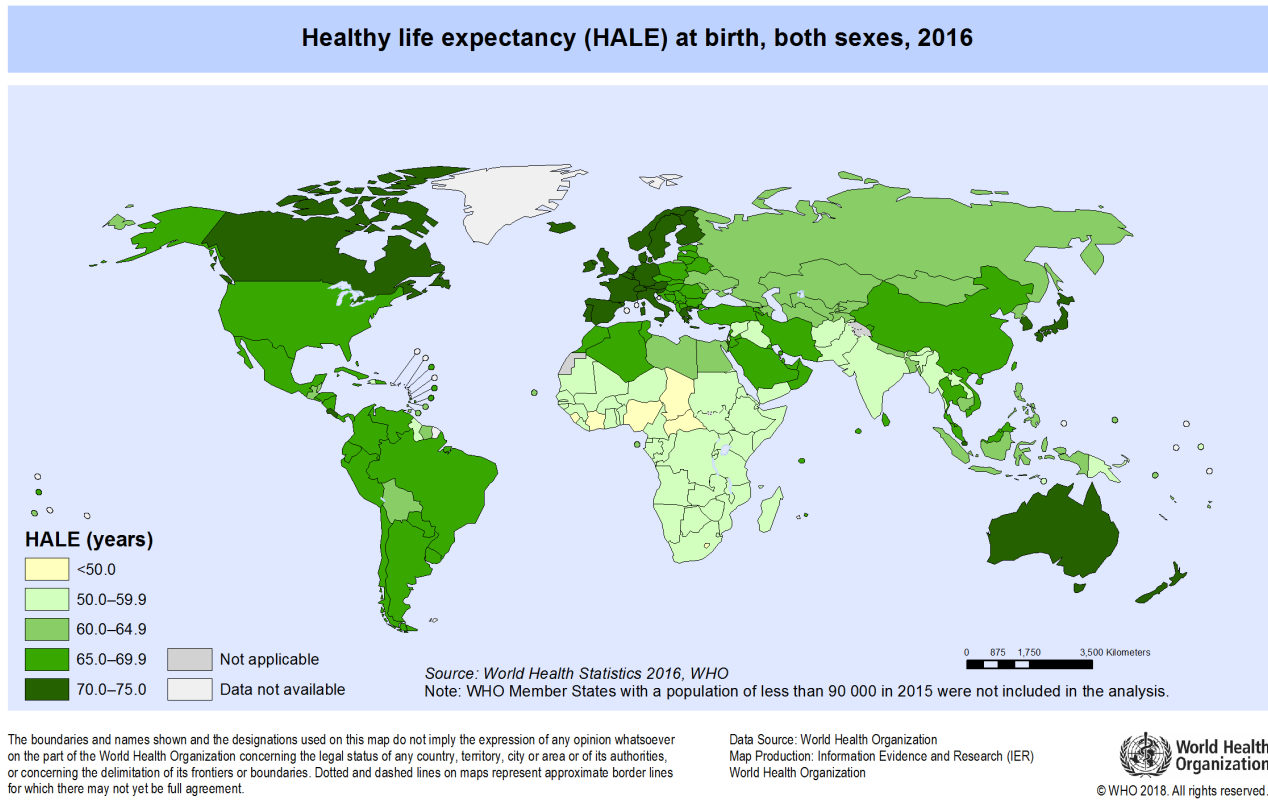 Healthy life expectancy (HALE) at birth, both sexes, 2016
HALE (years)
<50.0
50.0–59.9
60.0–64.9
65.0–69.9
70.0–75.0
Not applicable
Data not available
Source: World Health Statistics 2016, WHO
Note: WHO Member States with a population of less than 90 000 in 2015 were not included in the analysis.
0 875 1,750 3,500 Kilometers
The boundaries and names shown and the designations used on this map do not imply the expression of any opinion whatsoever
on the part of the World Health Organization concerning the legal status of any country, territory, city or area or of its authorities,
or concerning the delimitation of its frontiers or boundaries. Dotted and dashed lines on maps represent approximate border lines
for which there may not yet be full agreement.
Data Source: World Health Organization
Map Production: Information Evidence and Research (IER)
World Health Organization
World Health
Organization
© WHO 2018. All rights reserved.